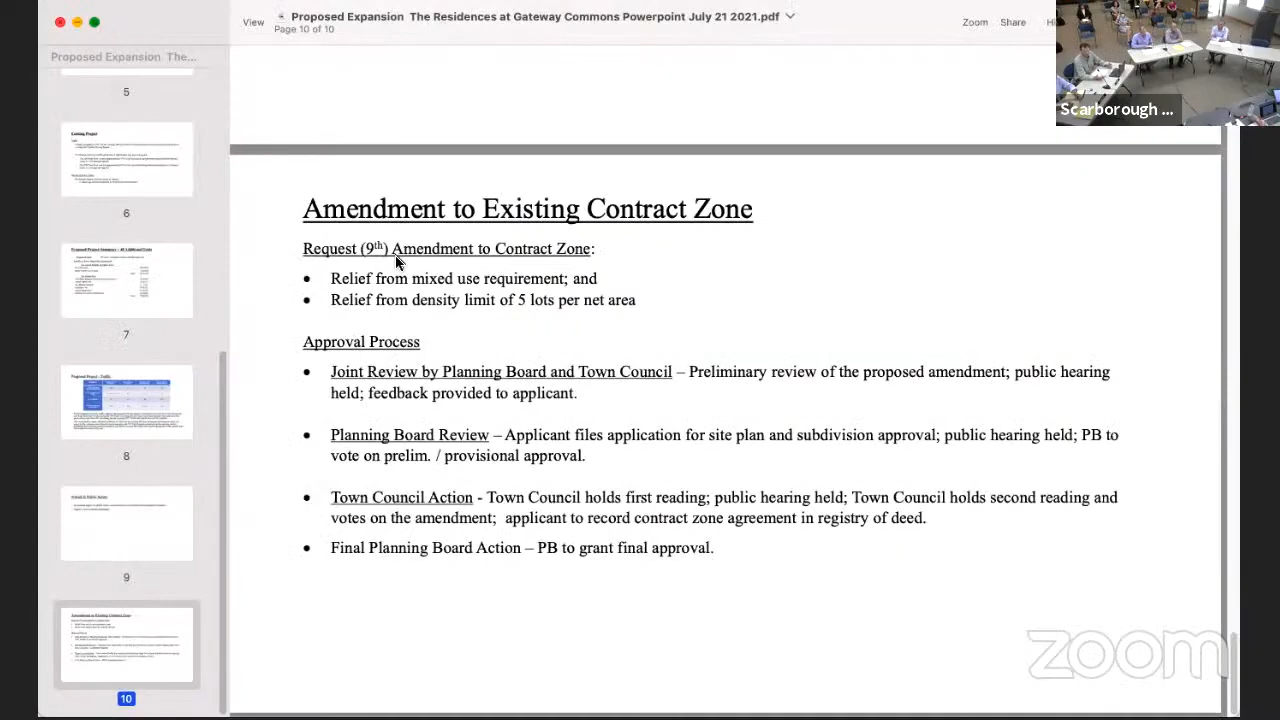 View
Proposed Expansion The Residences at Gateway Commons Powerpoint July 21 2021.pdf
Page 10 of 10
Zoom Share
Scarborough ...
Proposed Expansion The...
5
6
7
8
9
10
Amendment to Existing Contract Zone
Request (9th) Amendment to Contract Zone:
• Relief from mixed use requirement; and
• Relief from density limit of 5 lots per net area
Approval Process
• Joint Review by Planning Board and Town Council – Preliminary review of the proposed amendment; public hearing
held; feedback provided to applicant.
• Planning Board Review – Applicant files application for site plan and subdivision approval; public hearing held; PB to
vote on prelim. / provisional approval.
• Town Council Action - Town Council holds first reading; public hearing held; Town Council holds second reading and
votes on the amendment; applicant to record contract zone agreement in registry of deed.
• Final Planning Board Action – PB to grant final approval.
zoom